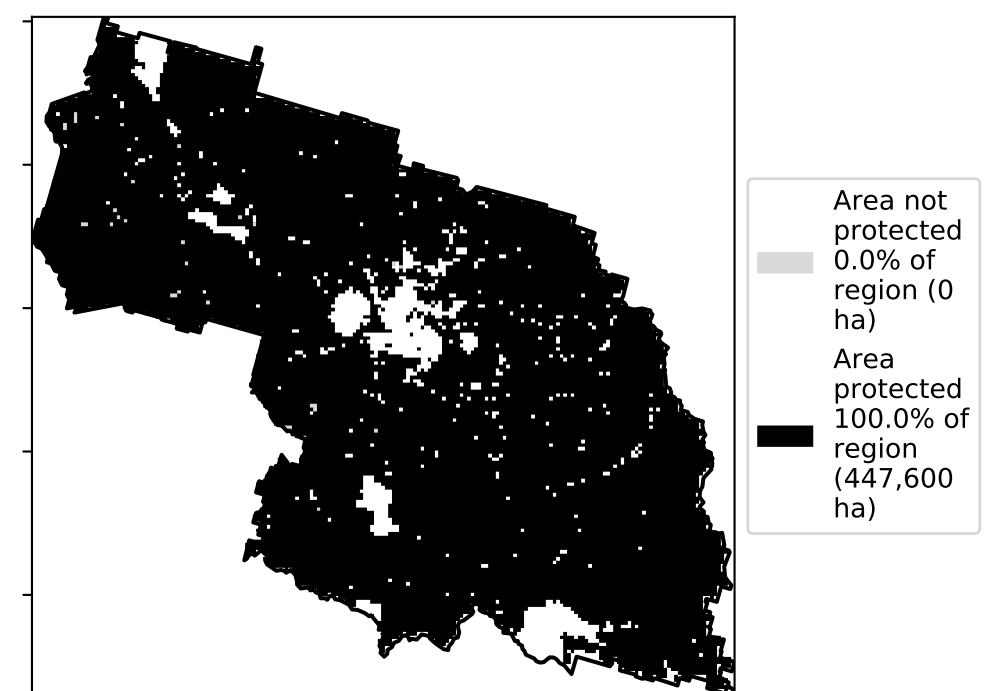 Area not
protected
0.0% of
region (0
ha)
Area
protected
100.0% of
region
(447,600
ha)